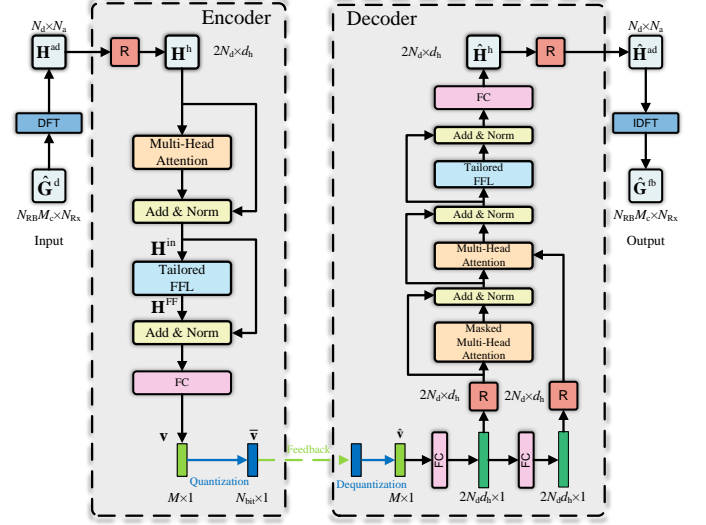 Encoder
N_d×N_a
H^ad
R
H^h
2N_d×d_h
DFT
Ĝ^d
N_RB M_c×N_Rx
Input
Multi-Head
Attention
Add & Norm
H^in
Tailored
FFL
H^FF
Add & Norm
FC
v
v̄
Quantization
M×1
N_bit×1
Feedback
Decoder
2N_d×d_h
Ĥ^h
R
N_d×N_a
Ĥ^ad
FC
IDFT
Add & Norm
Tailored
FFL
Ĝ^fb
N_RB M_c×N_Rx
Output
Add & Norm
Multi-Head
Attention
Add & Norm
Masked
Multi-Head
Attention
2N_d×d_h
R
2N_d×d_h
R
v̂
FC
FC
Dequantization
M×1
2N_d d_h×1
2N_d d_h×1